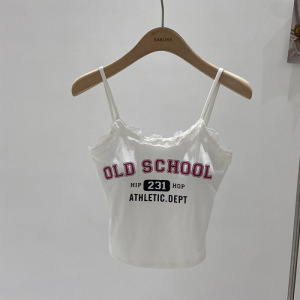 OLD SCHOOL
HIP 231 HOP
ATHLETIC.DEPT